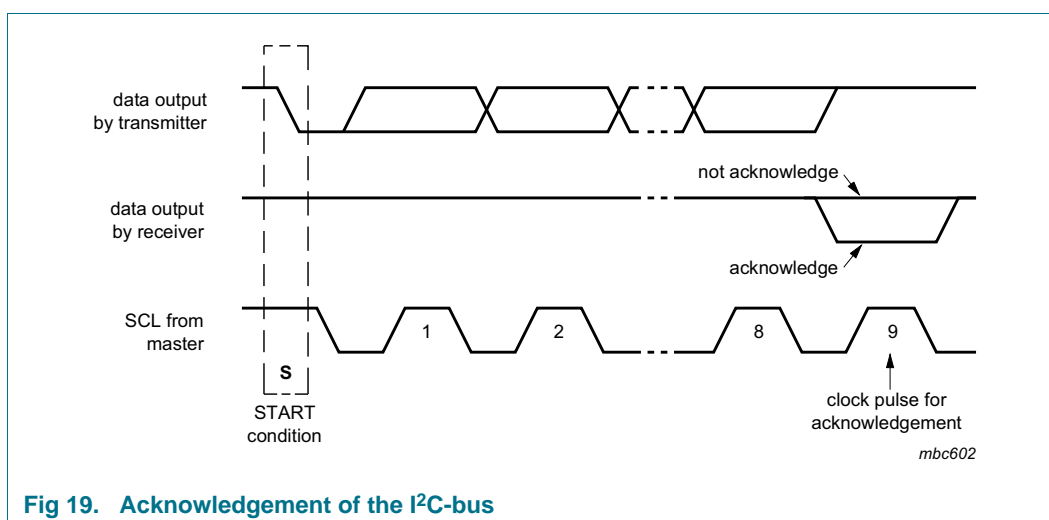 data output
by transmitter
not acknowledge
data output
by receiver
acknowledge
SCL from
master
1
2
8
9
S
START
condition
clock pulse for
acknowledgement
mbc602
Fig 19. Acknowledgement of the I²C-bus